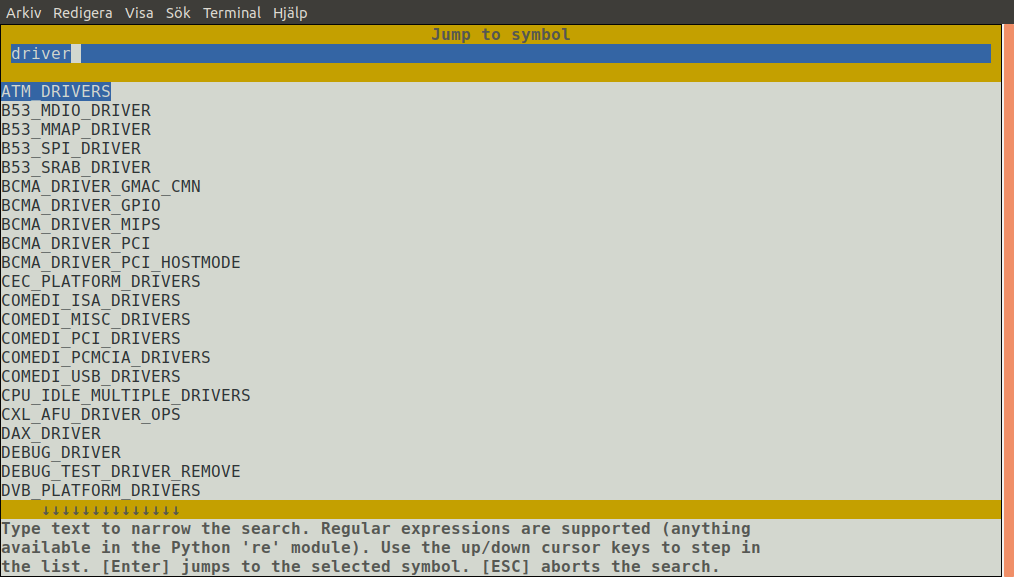 Arkiv Redigera Visa Sök Terminal Hjälp
Jump to symbol
driver
ATM_DRIVERS
B53_MDIO_DRIVER
B53_MMAP_DRIVER
B53_SPI_DRIVER
B53_SRAB_DRIVER
BCMA_DRIVER_GMAC_CMN
BCMA_DRIVER_GPIO
BCMA_DRIVER_MIPS
BCMA_DRIVER_PCI
BCMA_DRIVER_PCI_HOSTMODE
CEC_PLATFORM_DRIVERS
COMEDI_ISA_DRIVERS
COMEDI_MISC_DRIVERS
COMEDI_PCI_DRIVERS
COMEDI_PCMCIA_DRIVERS
COMEDI_USB_DRIVERS
CPU_IDLE_MULTIPLE_DRIVERS
CXL_AFU_DRIVER_OPS
DAX_DRIVER
DEBUG_DRIVER
DEBUG_TEST_DRIVER_REMOVE
DVB_PLATFORM_DRIVERS
↓↓↓↓↓↓↓↓↓↓↓↓↓↓
Type text to narrow the search. Regular expressions are supported (anything
available in the Python 're' module). Use the up/down cursor keys to step in
the list. [Enter] jumps to the selected symbol. [ESC] aborts the search.